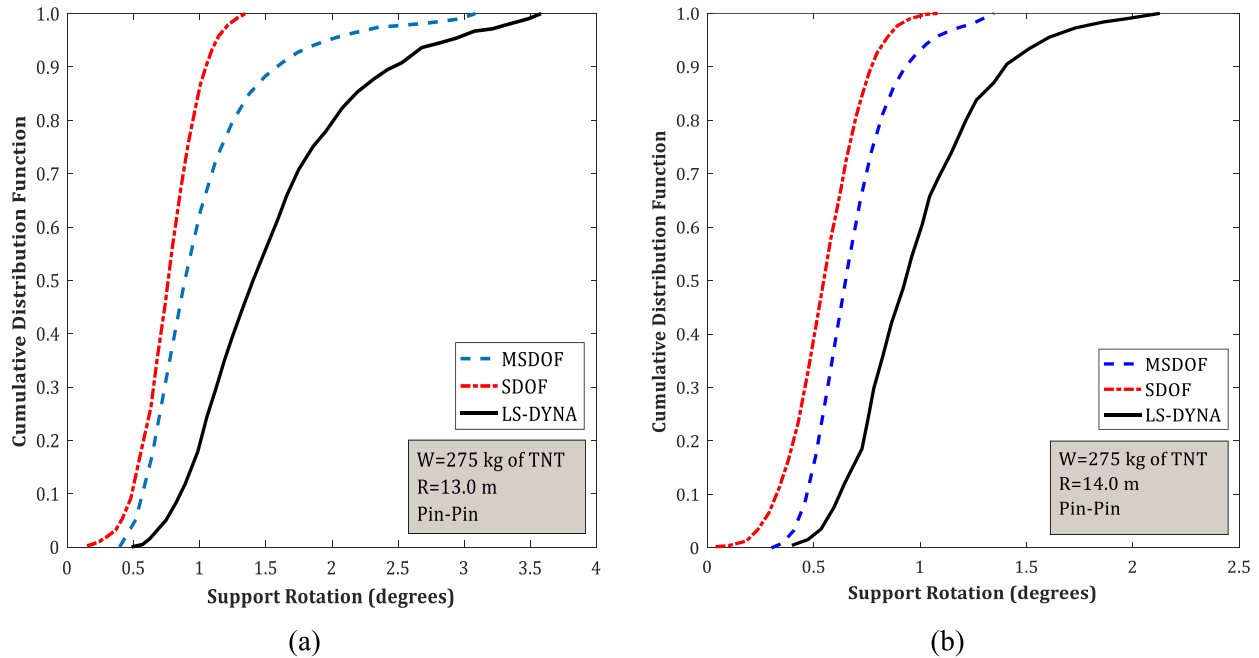 1.0
0.9
0.8
0.7
0.6
0.5
0.4
0.3
0.2
0.1
0
Cumulative Distribution Function
MSDOF
SDOF
LS-DYNA
W=275 kg of TNT
R=13.0 m
Pin-Pin
0 0.5 1 1.5 2 2.5 3 3.5 4
Support Rotation (degrees)
(a)
1.0
0.9
0.8
0.7
0.6
0.5
0.4
0.3
0.2
0.1
0
Cumulative Distribution Function
MSDOF
SDOF
LS-DYNA
W=275 kg of TNT
R=14.0 m
Pin-Pin
0 0.5 1 1.5 2 2.5
Support Rotation (degrees)
(b)